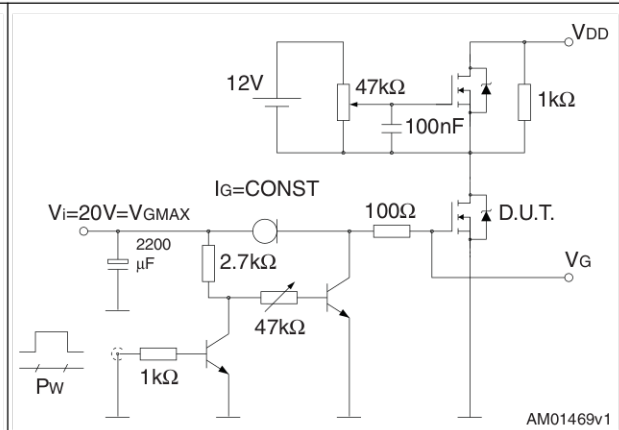 VDD
12V
47kΩ
1kΩ
100nF
IG=CONST
Vi=20V=VGMAX
100Ω
D.U.T.
2200
μF
2.7kΩ
VG
47kΩ
1kΩ
PW
AM01469v1